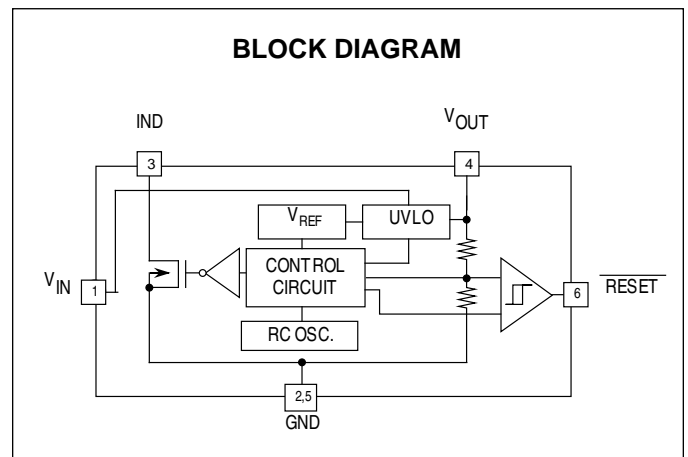 BLOCK DIAGRAM
IND
VOUT
3
4
VREF
UVLO
VIN
1
CONTROL
CIRCUIT
6
RESET
RC OSC.
2,5
GND